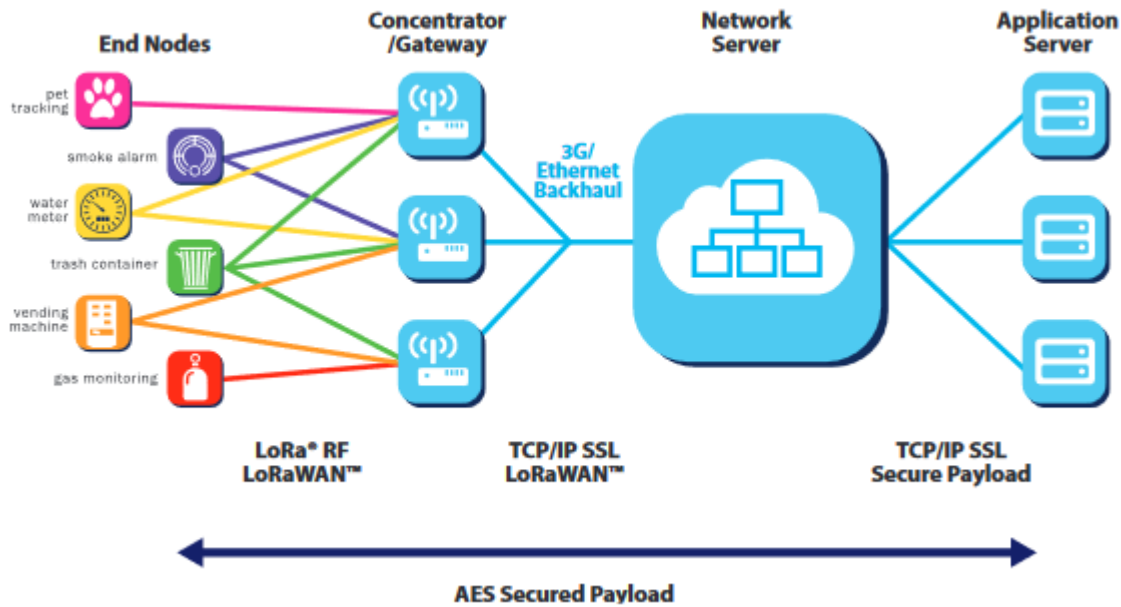 End Nodes
Concentrator
/Gateway
Network
Server
Application
Server
pet
tracking
smoke alarm
water
meter
trash container
vending
machine
gas monitoring
3G/
Ethernet
Backhaul
LoRa® RF
LoRaWAN™
TCP/IP SSL
LoRaWAN™
TCP/IP SSL
Secure Payload
AES Secured Payload